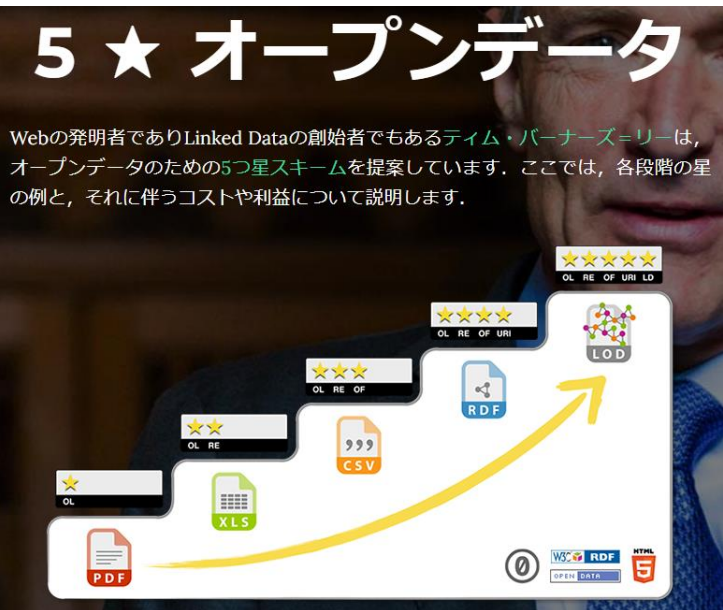 5 ★ オープンデータ
Webの発明者でありLinked Dataの創始者でもあるティム・バーナーズ＝リーは，
オープンデータのための5つ星スキームを提案しています．ここでは，各段階の星
の例と，それに伴うコストや利益について説明します．
OL RE OF URI LD
LOD
OL RE OF URI
RDF
OL RE OF
,,,
CSV
OL RE
XLS
OL
PDF
0
W3C RDF
OPEN DATA
HTML
5